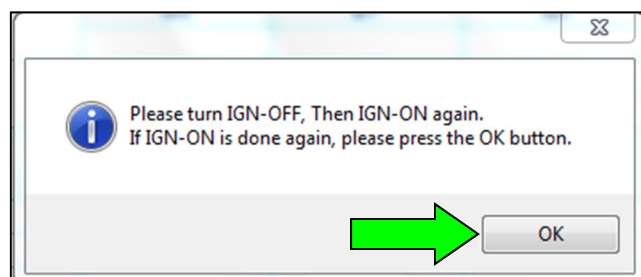 Please turn IGN-OFF, Then IGN-ON again.
If IGN-ON is done again, please press the OK button.
OK